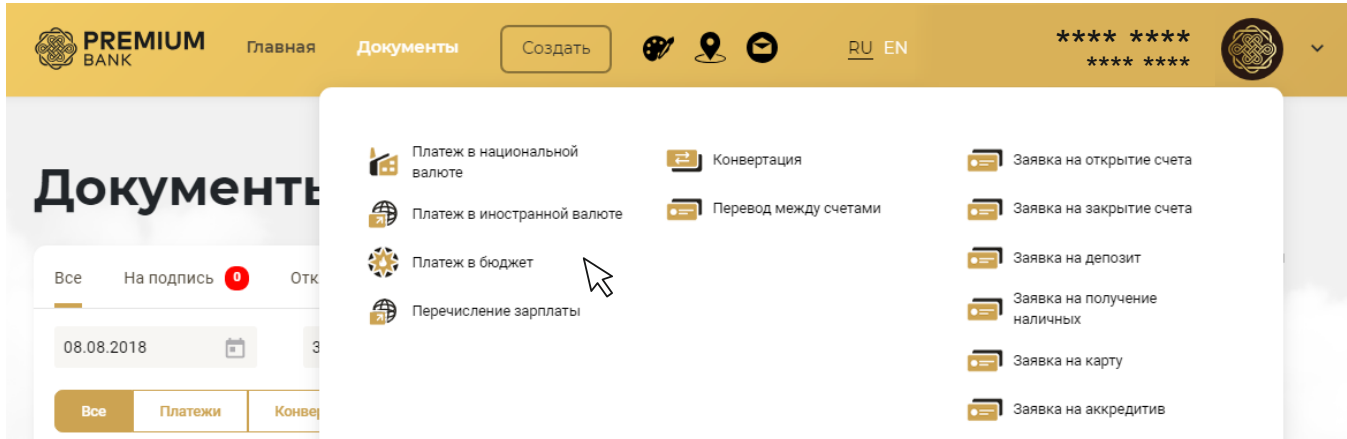 PREMIUM
BANK
Главная
Документы
Создать
RU EN
**** ****
**** ****
Документы
Все
На подпись 0
Отк
08.08.2018
З
Все
Платежи
Конвер
Платеж в национальной
валюте
Платеж в иностранной валюте
Платеж в бюджет
Перечисление зарплаты
Конвертация
Перевод между счетами
Заявка на открытие счета
Заявка на закрытие счета
Заявка на депозит
Заявка на получение
наличных
Заявка на карту
Заявка на аккредитив